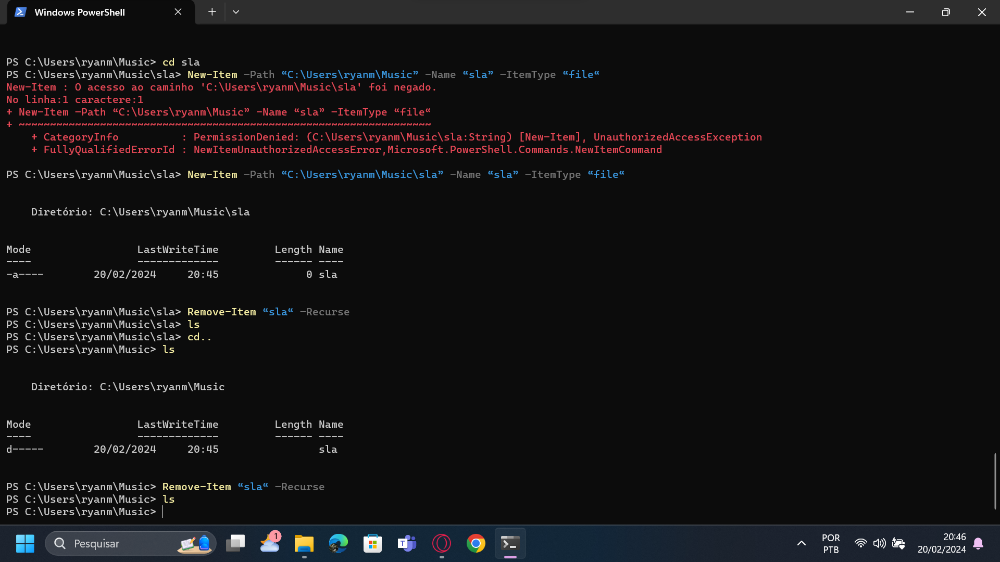 Windows PowerShell
PS C:\Users\ryanm\Music> cd sla
PS C:\Users\ryanm\Music\sla> New-Item -Path “C:\Users\ryanm\Music” -Name “sla” -ItemType “file“
New-Item : O acesso ao caminho 'C:\Users\ryanm\Music\sla' foi negado.
No linha:1 caractere:1
+ New-Item -Path “C:\Users\ryanm\Music” -Name “sla” -ItemType “file“
+ ~~~~~~~~~~~~~~~~~~~~~~~~~~~~~~~~~~~~~~~~~~~~~~~~~~~~~~~~~~~~~~~~~~
    + CategoryInfo          : PermissionDenied: (C:\Users\ryanm\Music\sla:String) [New-Item], UnauthorizedAccessException
    + FullyQualifiedErrorId : NewItemUnauthorizedAccessError,Microsoft.PowerShell.Commands.NewItemCommand
PS C:\Users\ryanm\Music\sla> New-Item -Path “C:\Users\ryanm\Music\sla” -Name “sla” -ItemType “file“
    Diretório: C:\Users\ryanm\Music\sla
Mode                 LastWriteTime         Length Name
----                 -------------         ------ ----
-a----        20/02/2024     20:45              0 sla
PS C:\Users\ryanm\Music\sla> Remove-Item “sla“ -Recurse
PS C:\Users\ryanm\Music\sla> ls
PS C:\Users\ryanm\Music\sla> cd..
PS C:\Users\ryanm\Music> ls
    Diretório: C:\Users\ryanm\Music
Mode                 LastWriteTime         Length Name
----                 -------------         ------ ----
d-----        20/02/2024     20:45                sla
PS C:\Users\ryanm\Music> Remove-Item “sla“ -Recurse
PS C:\Users\ryanm\Music> ls
PS C:\Users\ryanm\Music>
Pesquisar
1
T
POR
PTB
20:46
20/02/2024